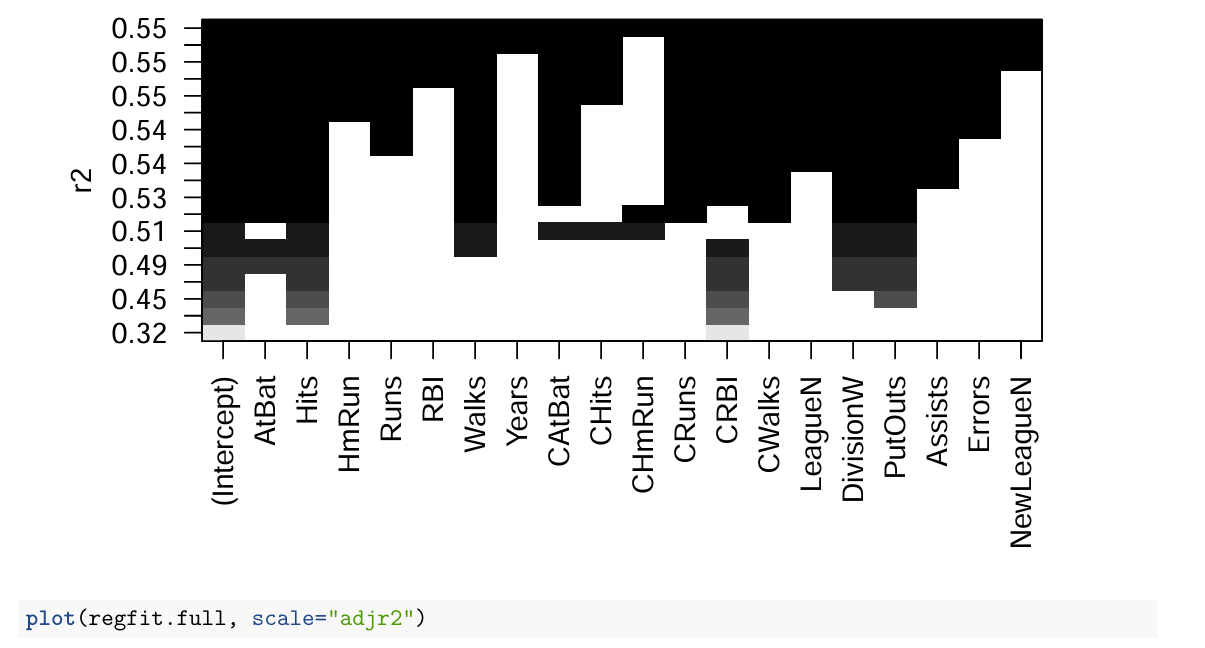 0.55
0.55
0.55
0.54
0.54
0.53
0.51
0.49
0.45
0.32
r2
(Intercept)
AtBat
Hits
HmRun
Runs
RBI
Walks
Years
CAtBat
CHits
CHmRun
CRuns
CRBI
CWalks
LeagueN
DivisionW
PutOuts
Assists
Errors
NewLeagueN
plot(regfit.full, scale="adjr2")